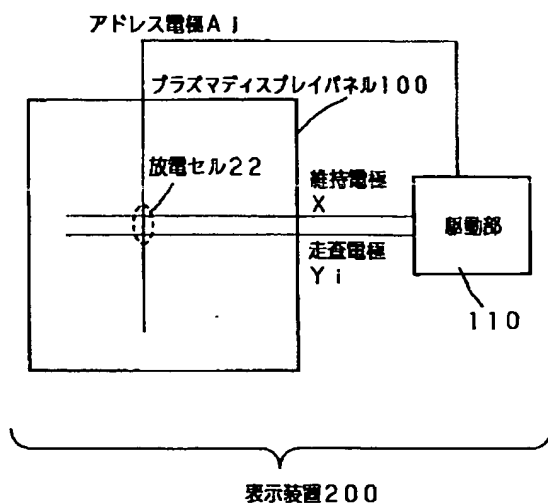 アドレス電極Aj
プラズマディスプレイパネル100
放電セル22
維持電極
X
走査電極
Yi
駆動部
110
表示装置200